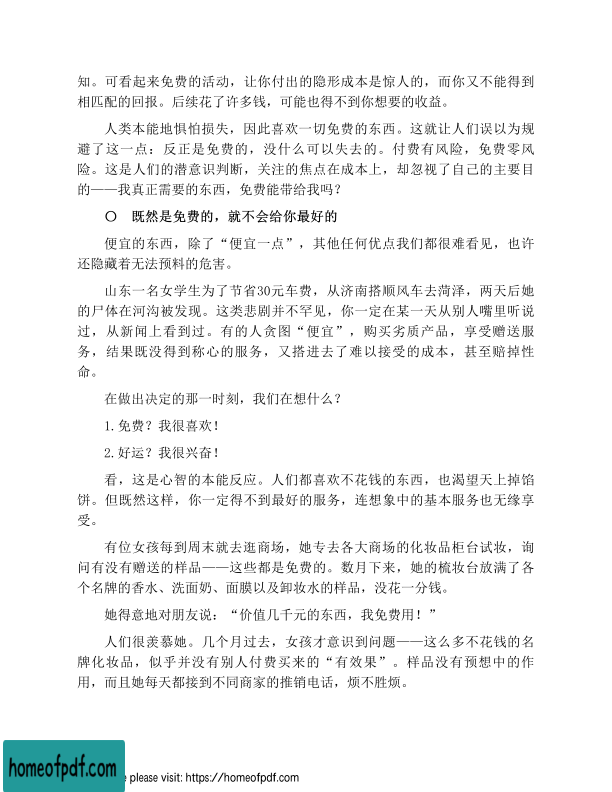 知。可看起来免费的活动，让你付出的隐形成本是惊人的，而你又不能得到
相匹配的回报。后续花了许多钱，可能也得不到你想要的收益。
人类本能地惧怕损失，因此喜欢一切免费的东西。这就让人们误以为规
避了这一点：反正是免费的，没什么可以失去的。付费有风险，免费零风
险。这是人们的潜意识判断，关注的焦点在成本上，却忽视了自己的主要目
的——我真正需要的东西，免费能带给我吗？
〇 既然是免费的，就不会给你最好的
便宜的东西，除了“便宜一点”，其他任何优点我们都很难看见，也许
还隐藏着无法预料的危害。
山东一名女学生为了节省30元车费，从济南搭顺风车去菏泽，两天后她
的尸体在河沟被发现。这类悲剧并不罕见，你一定在某一天从别人嘴里听说
过，从新闻上看到过。有的人贪图“便宜”，购买劣质产品，享受赠送服
务，结果既没得到称心的服务，又搭进去了难以接受的成本，甚至赔掉性
命。
在做出决定的那一时刻，我们在想什么？
1.免费？我很喜欢！
2.好运？我很兴奋！
看，这是心智的本能反应。人们都喜欢不花钱的东西，也渴望天上掉馅
饼。但既然这样，你一定得不到最好的服务，连想象中的基本服务也无缘享
受。
有位女孩每到周末就去逛商场，她专去各大商场的化妆品柜台试妆，询
问有没有赠送的样品——这些都是免费的。数月下来，她的梳妆台放满了各
个名牌的香水、洗面奶、面膜以及卸妆水的样品，没花一分钱。
她得意地对朋友说：“价值几千元的东西，我免费用！”
人们很羡慕她。几个月过去，女孩才意识到问题——这么多不花钱的名
牌化妆品，似乎并没有别人付费买来的“有效果”。样品没有预想中的作
用，而且她每天都接到不同商家的推销电话，烦不胜烦。
homeofpdf.com
e please visit: https://homeofpdf.com